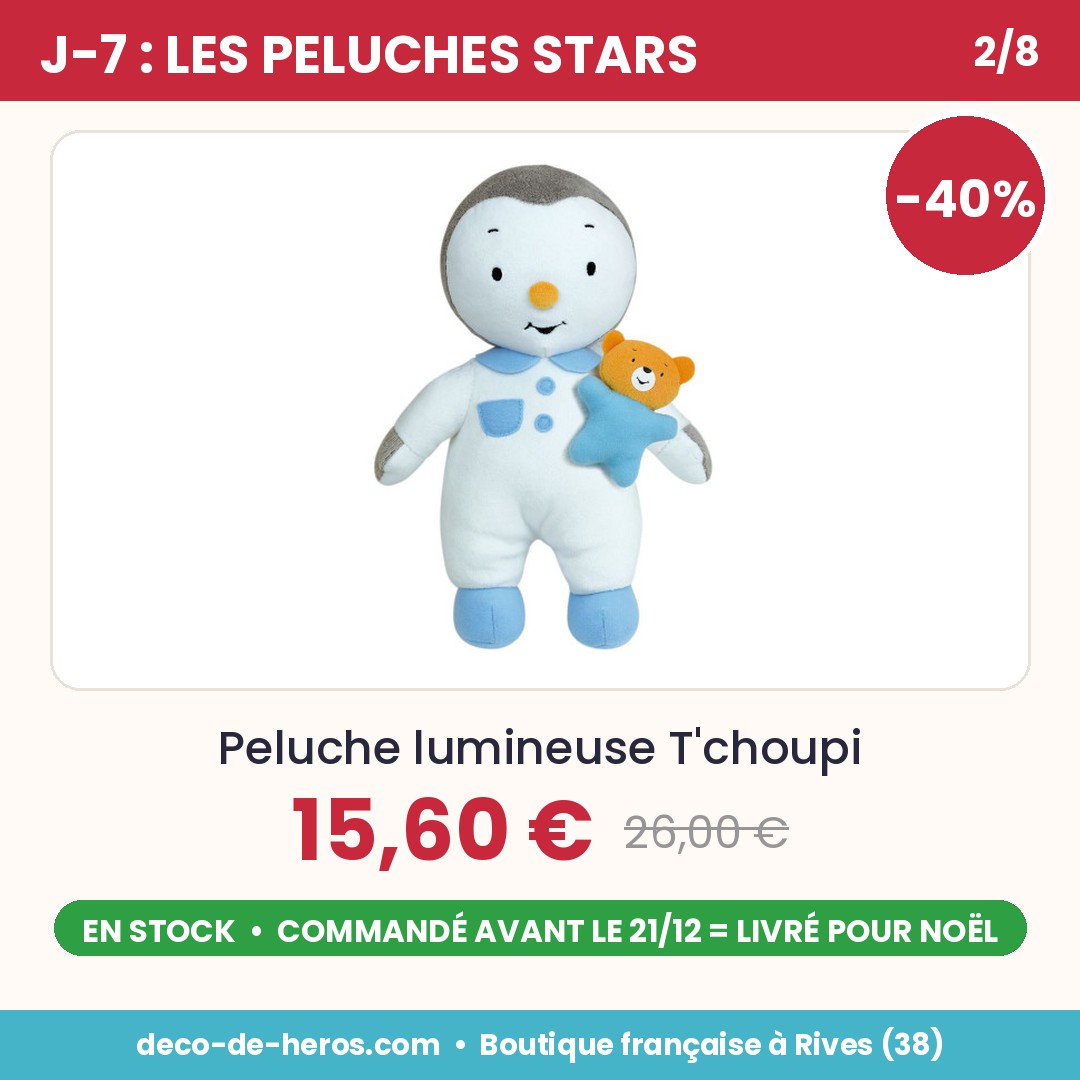 J-7 : LES PELUCHES STARS
2/8
-40%
Peluche lumineuse T'choupi
15,60 € 26,00 €
EN STOCK • COMMANDÉ AVANT LE 21/12 = LIVRÉ POUR NOËL
deco-de-heros.com • Boutique française à Rives (38)